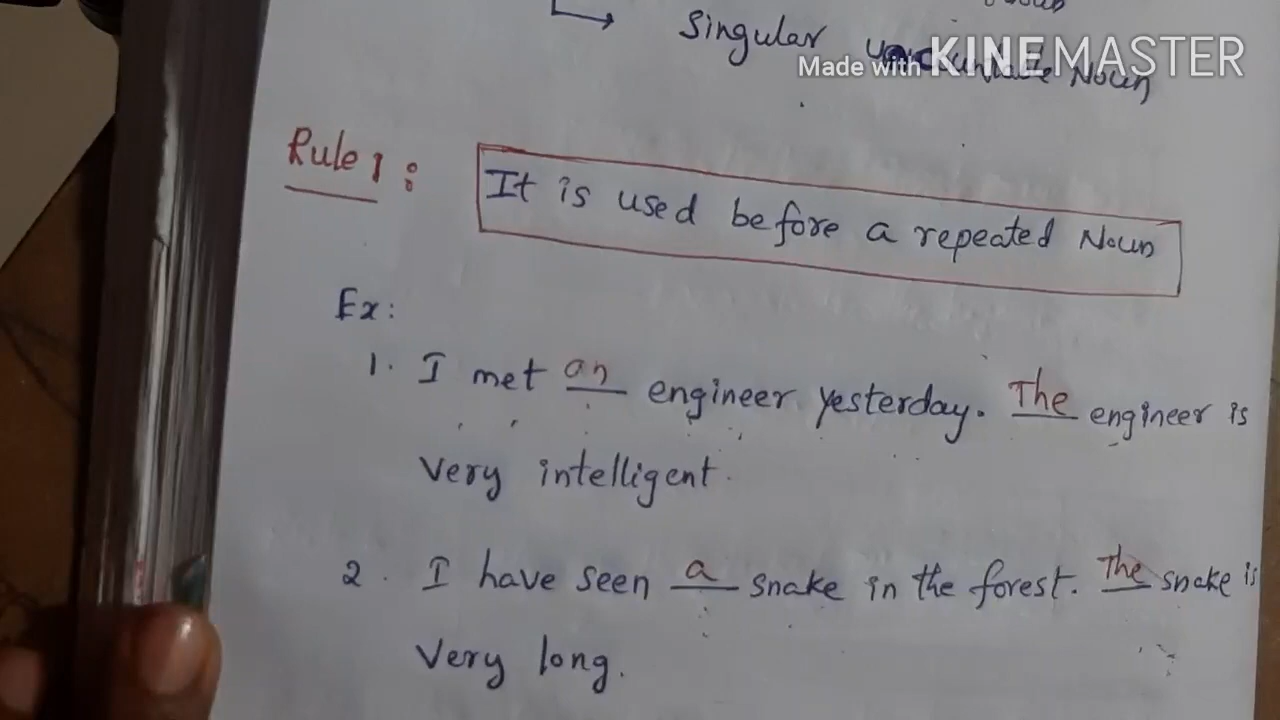 Singular Noun
Made with KINEMASTER
Rule 1:
It is used before a repeated Noun
Ex:
1. I met an engineer yesterday. The engineer is
very intelligent.
2. I have seen a snake in the forest. The snake is
very long.